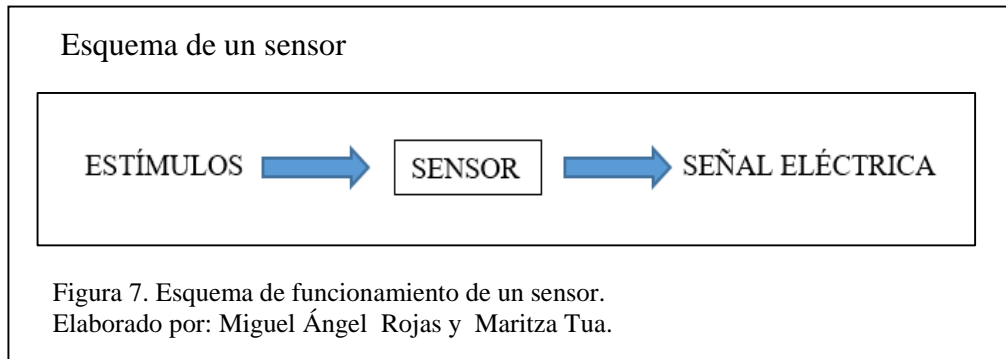 Esquema de un sensor
ESTÍMULOS SENSOR SEÑAL ELÉCTRICA
Figura 7. Esquema de funcionamiento de un sensor.
Elaborado por: Miguel Ángel Rojas y Maritza Tua.